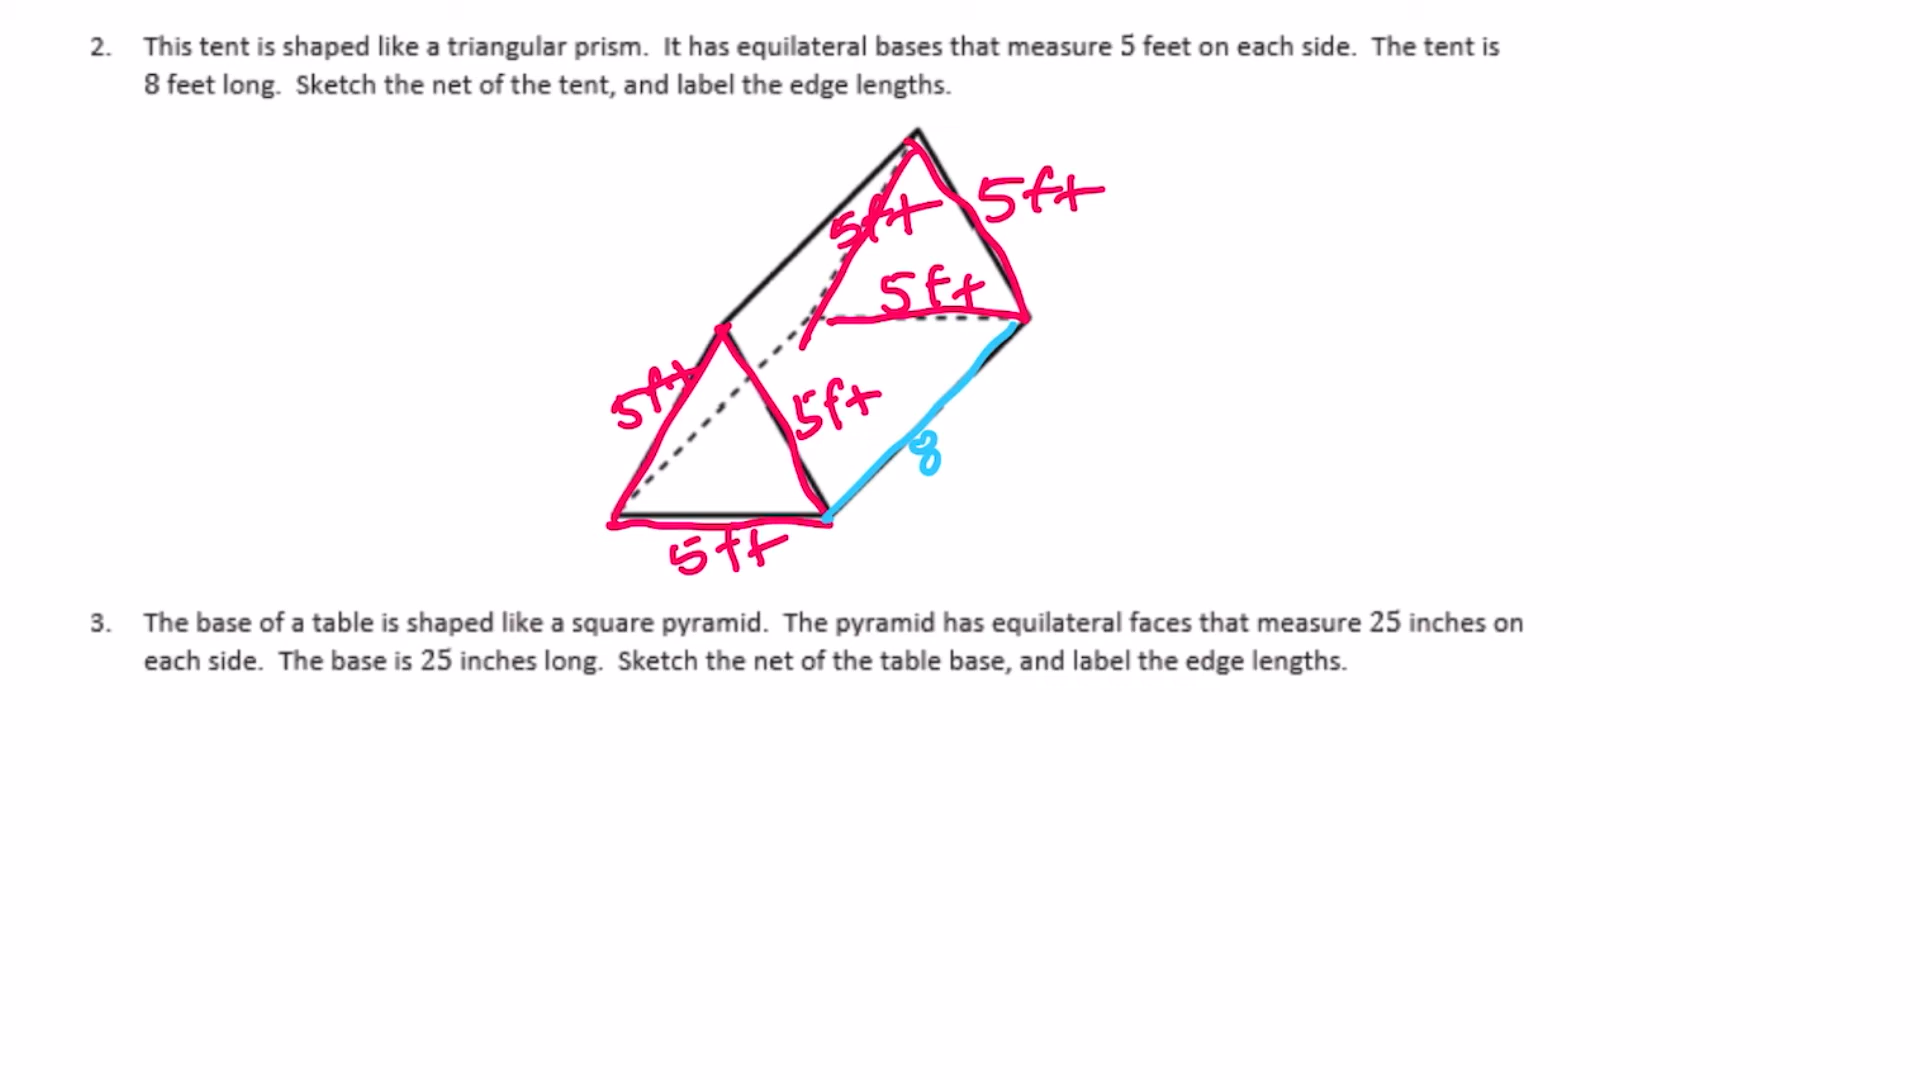 2. This tent is shaped like a triangular prism. It has equilateral bases that measure 5 feet on each side. The tent is
8 feet long. Sketch the net of the tent, and label the edge lengths.
5ft
5ft
5ft
5ft
5ft
8
5ft
3. The base of a table is shaped like a square pyramid. The pyramid has equilateral faces that measure 25 inches on
each side. The base is 25 inches long. Sketch the net of the table base, and label the edge lengths.